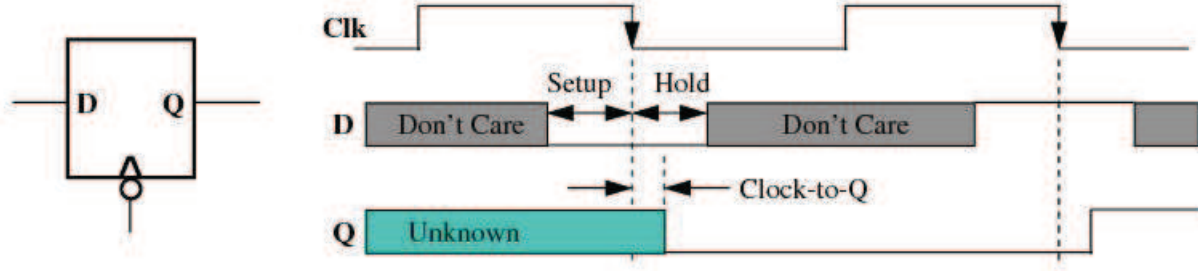 Clk
Setup Hold
D Q D Don't Care Don't Care
Clock-to-Q
Q Unknown